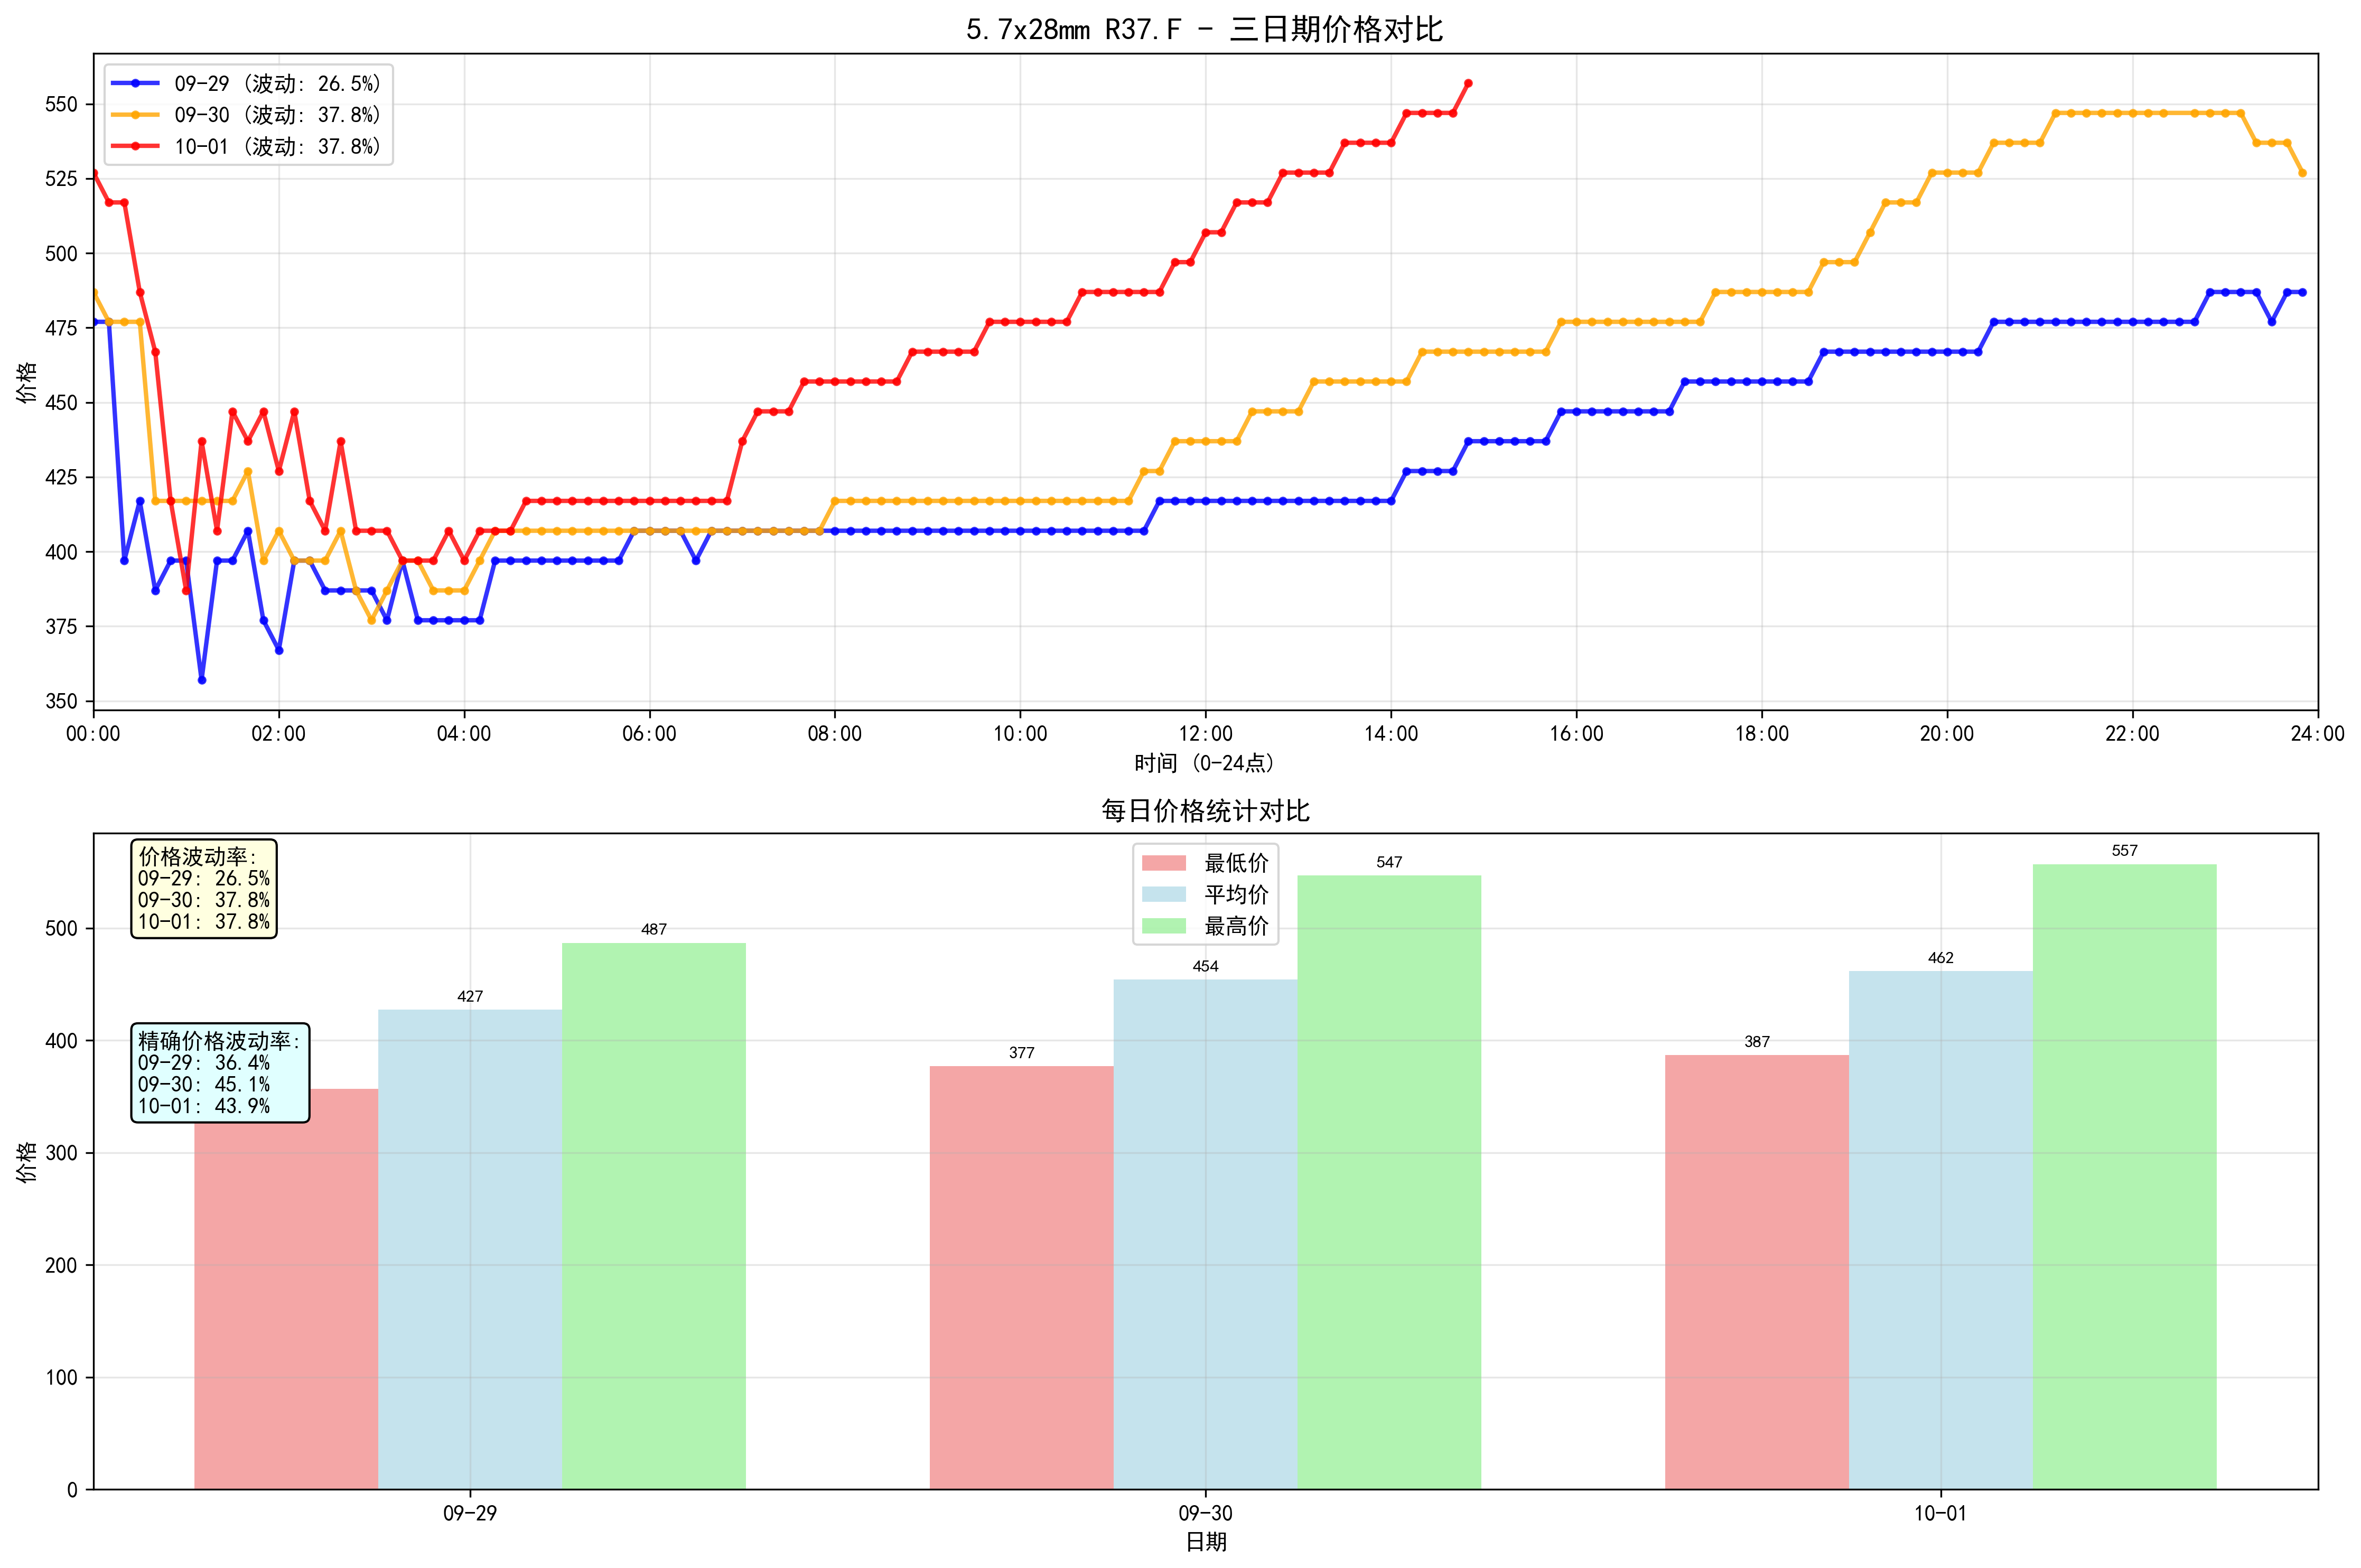 5.7x28mm R37.F - 三日期价格对比
09-29 (波动: 26.5%)
09-30 (波动: 37.8%)
10-01 (波动: 37.8%)
价格
550
525
500
475
450
425
400
375
350
00:00 02:00 04:00 06:00 08:00 10:00 12:00 14:00 16:00 18:00 20:00 22:00 24:00
时间 (0-24点)
每日价格统计对比
价格波动率:
09-29: 26.5%
09-30: 37.8%
10-01: 37.8%
精确价格波动率:
09-29: 36.4%
09-30: 45.1%
10-01: 43.9%
最低价
平均价
最高价
427
487
377
454
547
387
462
557
价格
500
400
300
200
100
0
09-29 09-30 10-01
日期